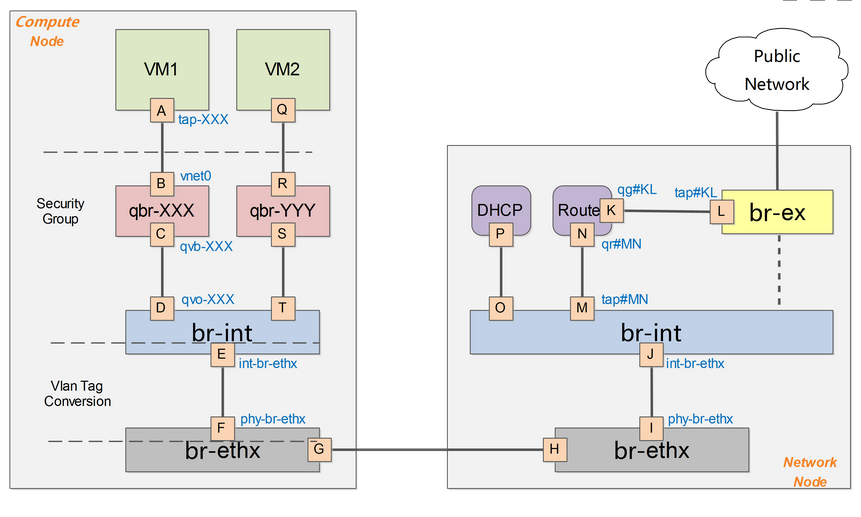 Compute
Node
VM1
VM2
A
tap-XXX
Q
Security
Group
B
vnet0
R
qbr-XXX
qbr-YYY
C
qvb-XXX
S
D
qvo-XXX
T
br-int
E
int-br-ethx
Vlan Tag
Conversion
F
phy-br-ethx
br-ethx
G
Public
Network
DHCP
Route
K
qg#KL
tap#KL
L
br-ex
P
N
qr#MN
O
M
tap#MN
br-int
J
int-br-ethx
I
phy-br-ethx
H
br-ethx
Network
Node